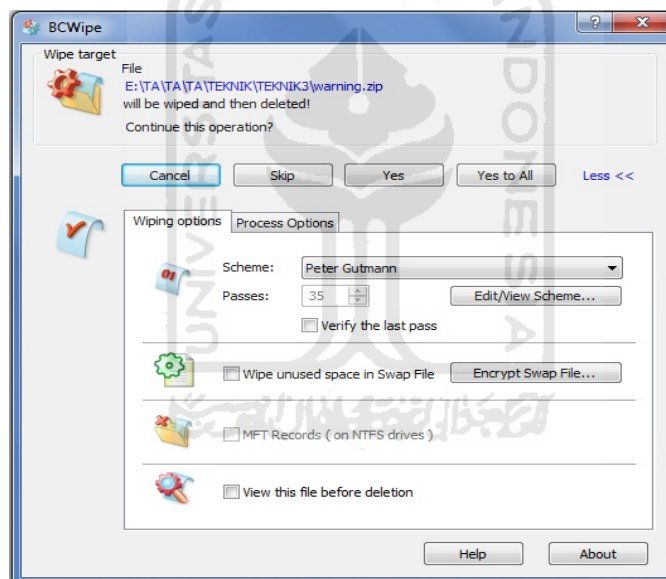 BCWipe
Wipe target
File
E:\TA\TA\TA\TEKNIK\TEKNIK3\warning.zip
will be wiped and then deleted!
Continue this operation?
Cancel Skip Yes Yes to All Less <<
Wiping options Process Options
Scheme: Peter Gutmann
Passes: 35 Edit/View Scheme...
Verify the last pass
Wipe unused space in Swap File Encrypt Swap File...
MFT Records ( on NTFS drives )
View this file before deletion
Help About